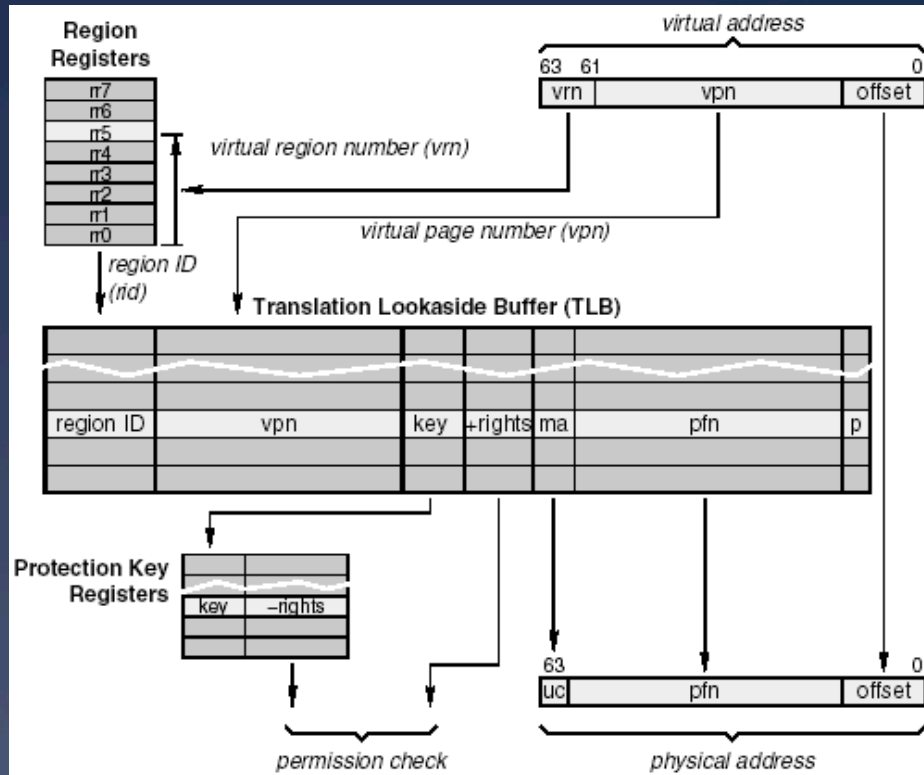 Region
Registers
rr7
rr6
rr5
rr4
rr3
rr2
rr1
rr0
virtual address
63 61 0
vrn vpn offset
virtual region number (vrn)
virtual page number (vpn)
region ID
(rid)
Translation Lookaside Buffer (TLB)
region ID vpn key +rights ma pfn p
Protection Key
Registers
key −rights
permission check
63 0
uc pfn offset
physical address